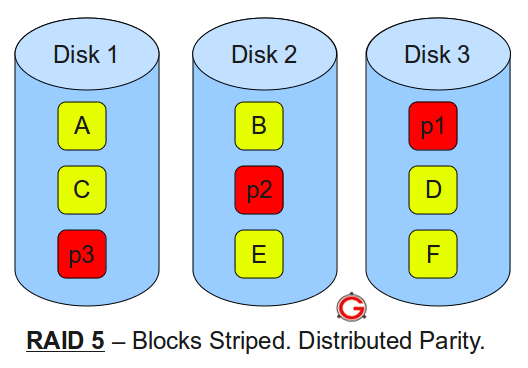 Disk 1 Disk 2 Disk 3
A B p1
C p2 D
p3 E F
G
RAID 5 – Blocks Striped. Distributed Parity.